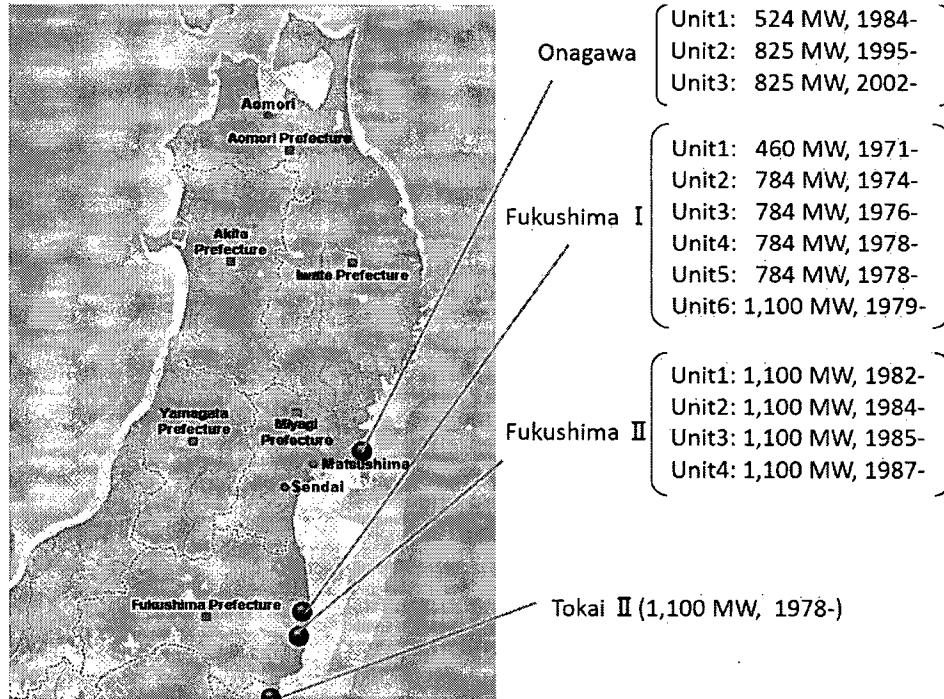 Onagawa
Unit1: 524 MW, 1984-
Unit2: 825 MW, 1995-
Unit3: 825 MW, 2002-
Fukushima Ⅰ
Unit1: 460 MW, 1971-
Unit2: 784 MW, 1974-
Unit3: 784 MW, 1976-
Unit4: 784 MW, 1978-
Unit5: 784 MW, 1978-
Unit6: 1,100 MW, 1979-
Fukushima Ⅱ
Unit1: 1,100 MW, 1982-
Unit2: 1,100 MW, 1984-
Unit3: 1,100 MW, 1985-
Unit4: 1,100 MW, 1987-
Tokai Ⅱ (1,100 MW, 1978-)
Aomori
Aomori Prefecture
Akita
Prefecture
Iwate Prefecture
Yamagata
Prefecture
Miyagi
Prefecture
Matsushima
Sendai
Fukushima Prefecture